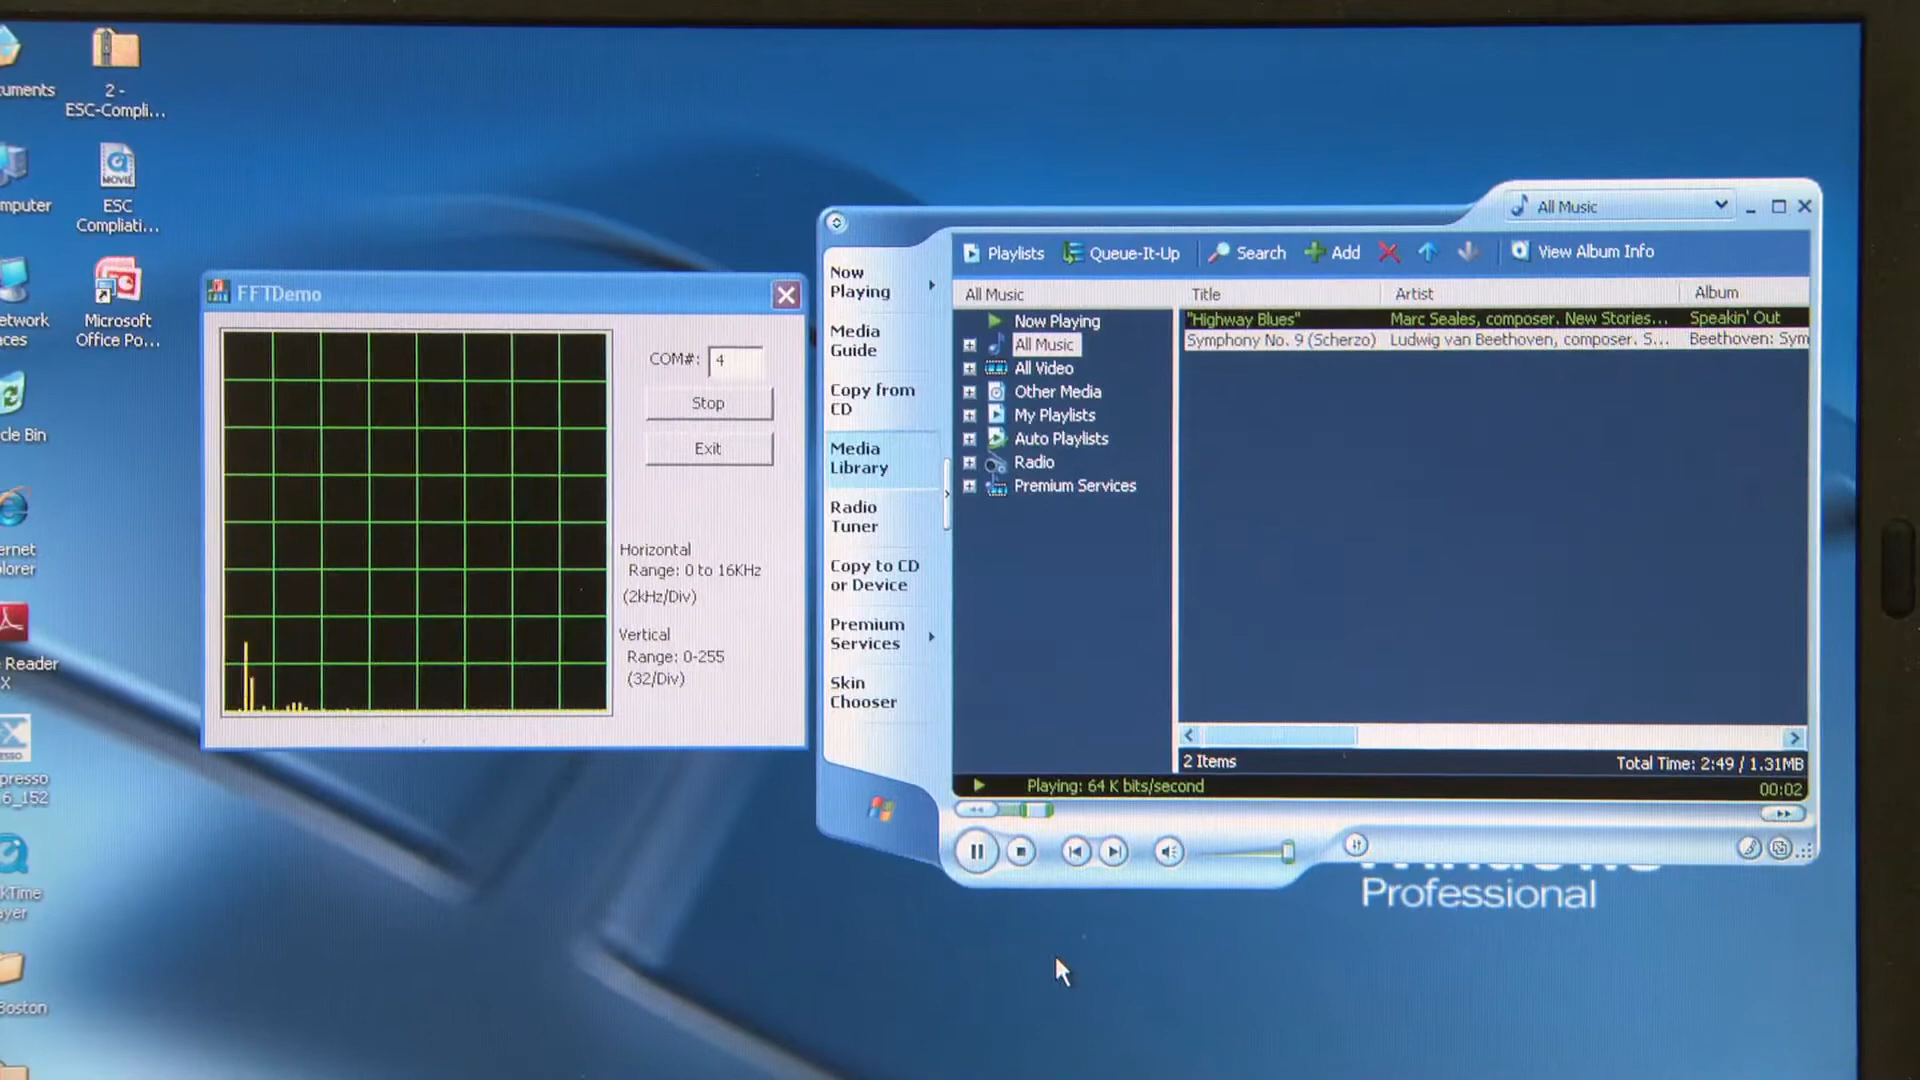 uments
2 -
ESC-Compli...
mputer
ESC
Compliati...
etwork
aces
Microsoft
Office Po...
cle Bin
ernet
plorer
e Reader
X
6_152
kTime
ayer
Boston
FFTDemo
COM#: 4
Stop
Exit
Horizontal
Range: 0 to 16KHz
(2kHz/Div)
Vertical
Range: 0-255
(32/Div)
All Music
Now
Playing
Media
Guide
Copy from
CD
Media
Library
Radio
Tuner
Copy to CD
or Device
Premium
Services
Skin
Chooser
Playlists Queue-It-Up Search Add View Album Info
All Music
Now Playing
All Music
All Video
Other Media
My Playlists
Auto Playlists
Radio
Premium Services
Title Artist Album
"Highway Blues" Marc Seales, composer. New Stories... Speakin' Out
Symphony No. 9 (Scherzo) Ludwig van Beethoven, composer. S... Beethoven: Sym
2 Items Total Time: 2:49 / 1.31MB
Playing: 64 K bits/second 00:02
Professional